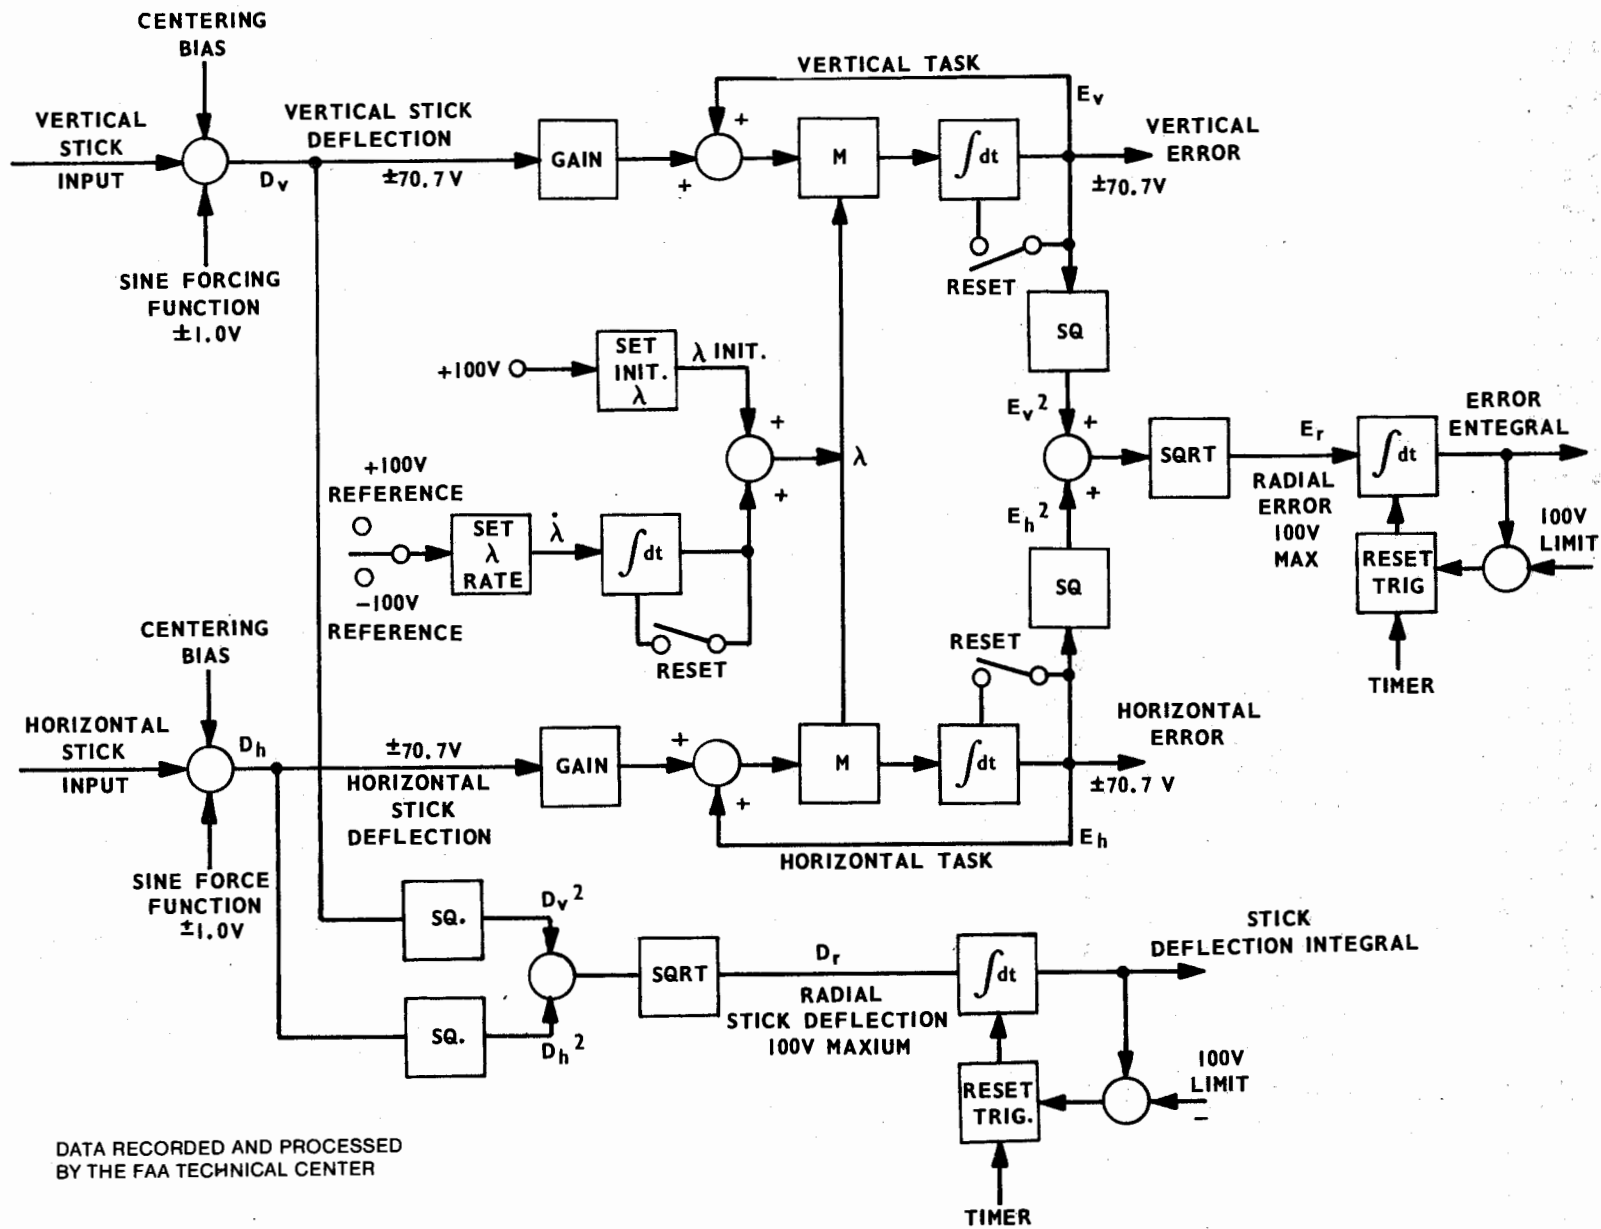 CENTERING
BIAS
VERTICAL
STICK
INPUT
VERTICAL STICK
DEFLECTION
Dv
±70.7V
SINE FORCING
FUNCTION
±1.0V
GAIN
+
+
VERTICAL TASK
M
∫dt
Ev
VERTICAL
ERROR
±70.7V
RESET
SQ
Ev²
+100V
SET
INIT.
λ
λ INIT.
+
+
λ
+100V
REFERENCE
SET
λ
RATE
λ̇
∫dt
-100V
REFERENCE
RESET
+
+
Eh²
SQ
SQRT
Er
RADIAL
ERROR
100V
MAX
∫dt
ERROR
ENTEGRAL
100V
LIMIT
RESET
TRIG
TIMER
CENTERING
BIAS
HORIZONTAL
STICK
INPUT
Dh
±70.7V
HORIZONTAL
STICK
DEFLECTION
SINE FORCE
FUNCTION
±1.0V
GAIN
+
+
M
∫dt
RESET
HORIZONTAL
ERROR
±70.7 V
Eh
HORIZONTAL TASK
SQ.
Dv²
SQ.
Dh²
SQRT
Dr
RADIAL
STICK DEFLECTION
100V MAXIUM
∫dt
STICK
DEFLECTION INTEGRAL
100V
LIMIT
-
RESET
TRIG.
TIMER
DATA RECORDED AND PROCESSED
BY THE FAA TECHNICAL CENTER